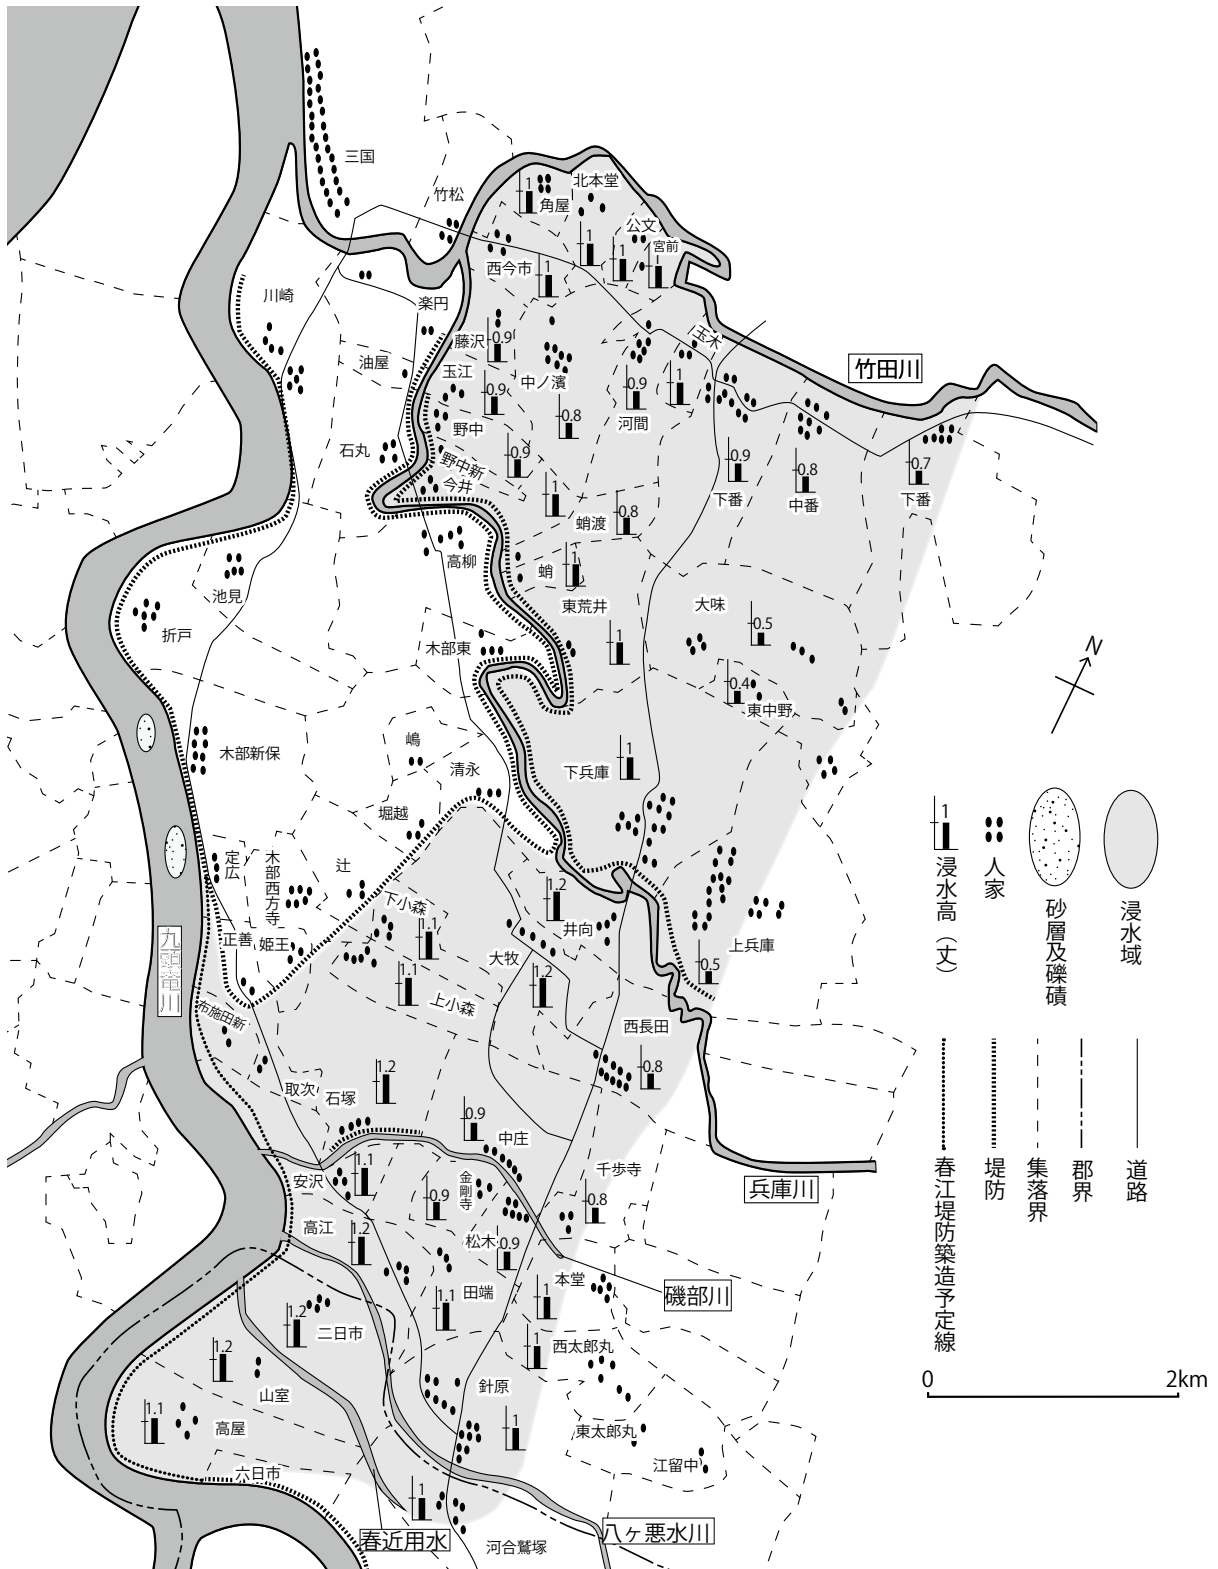 三国
竹松
北本堂
1
角屋
公文
宮前
1
1
1
西今市
1
川崎
楽円
藤沢
0.9
玉木
竹田川
油屋
玉江
中ノ濱
0.9
0.9
1
0.8
河間
野中
石丸
野中新
0.9
今井
0.9
0.8
0.7
下番
中番
下番
1
0.8
蛸渡
高柳
蛸
1
池見
東荒井
大味
折戸
0.5
木部東
1
N
0.4
東中野
嶋
木部新保
清永
下兵庫
1
堀越
定広
木部西方寺
辻
1.2
下小森
1.1
井向
正善
姫王
大牧
上兵庫
0.5
九頭竜川
1.1
1.2
上小森
布施田新
西長田
0.8
取次
石塚
1.2
0.9
中庄
安沢
1.1
金剛寺
千歩寺
兵庫川
0.9
0.8
高江
1.2
松木
0.9
田端
本堂
磯部川
1.1
1
1.2
二日市
1.2
1
西太郎丸
山室
針原
1.1
高屋
1
東太郎丸
江留中
六日市
1
春近用水
八ヶ悪水川
河合鷲塚
1
浸水高(丈)
人家
砂層及礫磧
浸水域
春江堤防築造予定線
堤防
集落界
郡界
道路
0
2km